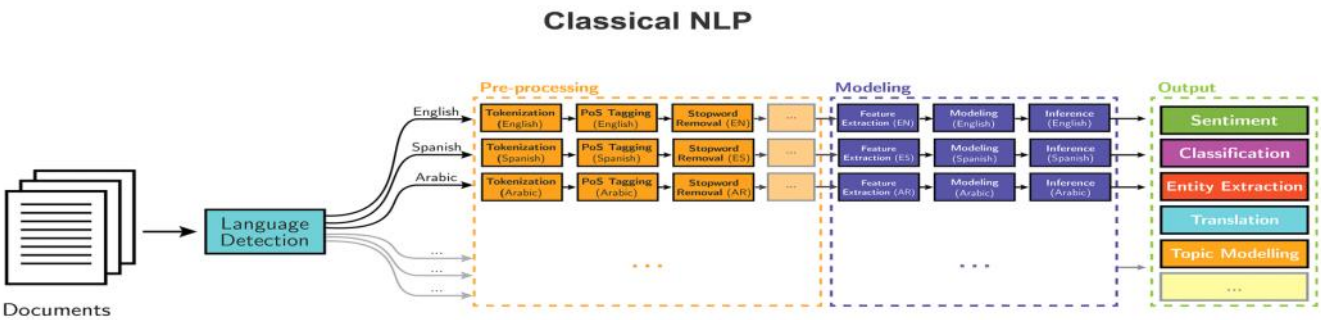 Classical NLP
Pre-processing
Modeling
Output
English
Tokenization
(English)
PoS Tagging
(English)
Stopword
Removal (EN)
...
Feature
Extraction (EN)
Modeling
(English)
Inference
(English)
Sentiment
Spanish
Tokenization
(Spanish)
PoS Tagging
(Spanish)
Stopword
Removal (ES)
...
Feature
Extraction (ES)
Modeling
(Spanish)
Inference
(Spanish)
Classification
Arabic
Tokenization
(Arabic)
PoS Tagging
(Arabic)
Stopword
Removal (AR)
...
Feature
Extraction (AR)
Modeling
(Arabic)
Inference
(Arabic)
Entity Extraction
Language
Detection
Translation
...
...
...
...
...
Topic Modelling
...
Documents